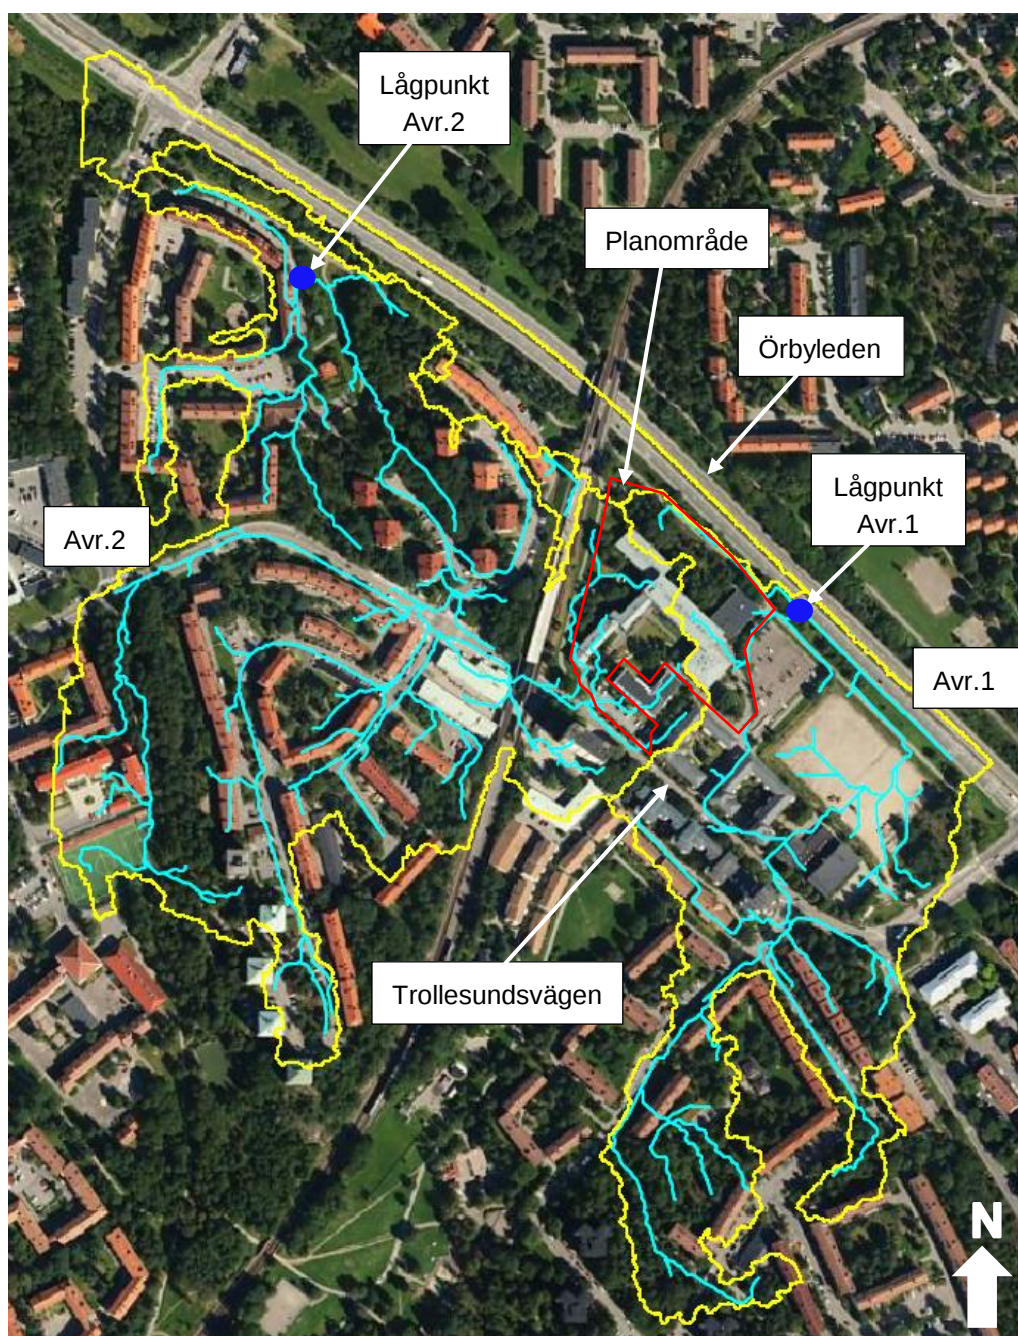 Lågpunkt
Avr.2
Planområde
Örbyleden
Lågpunkt
Avr.1
Avr.2
Avr.1
Trollesundsvägen
N